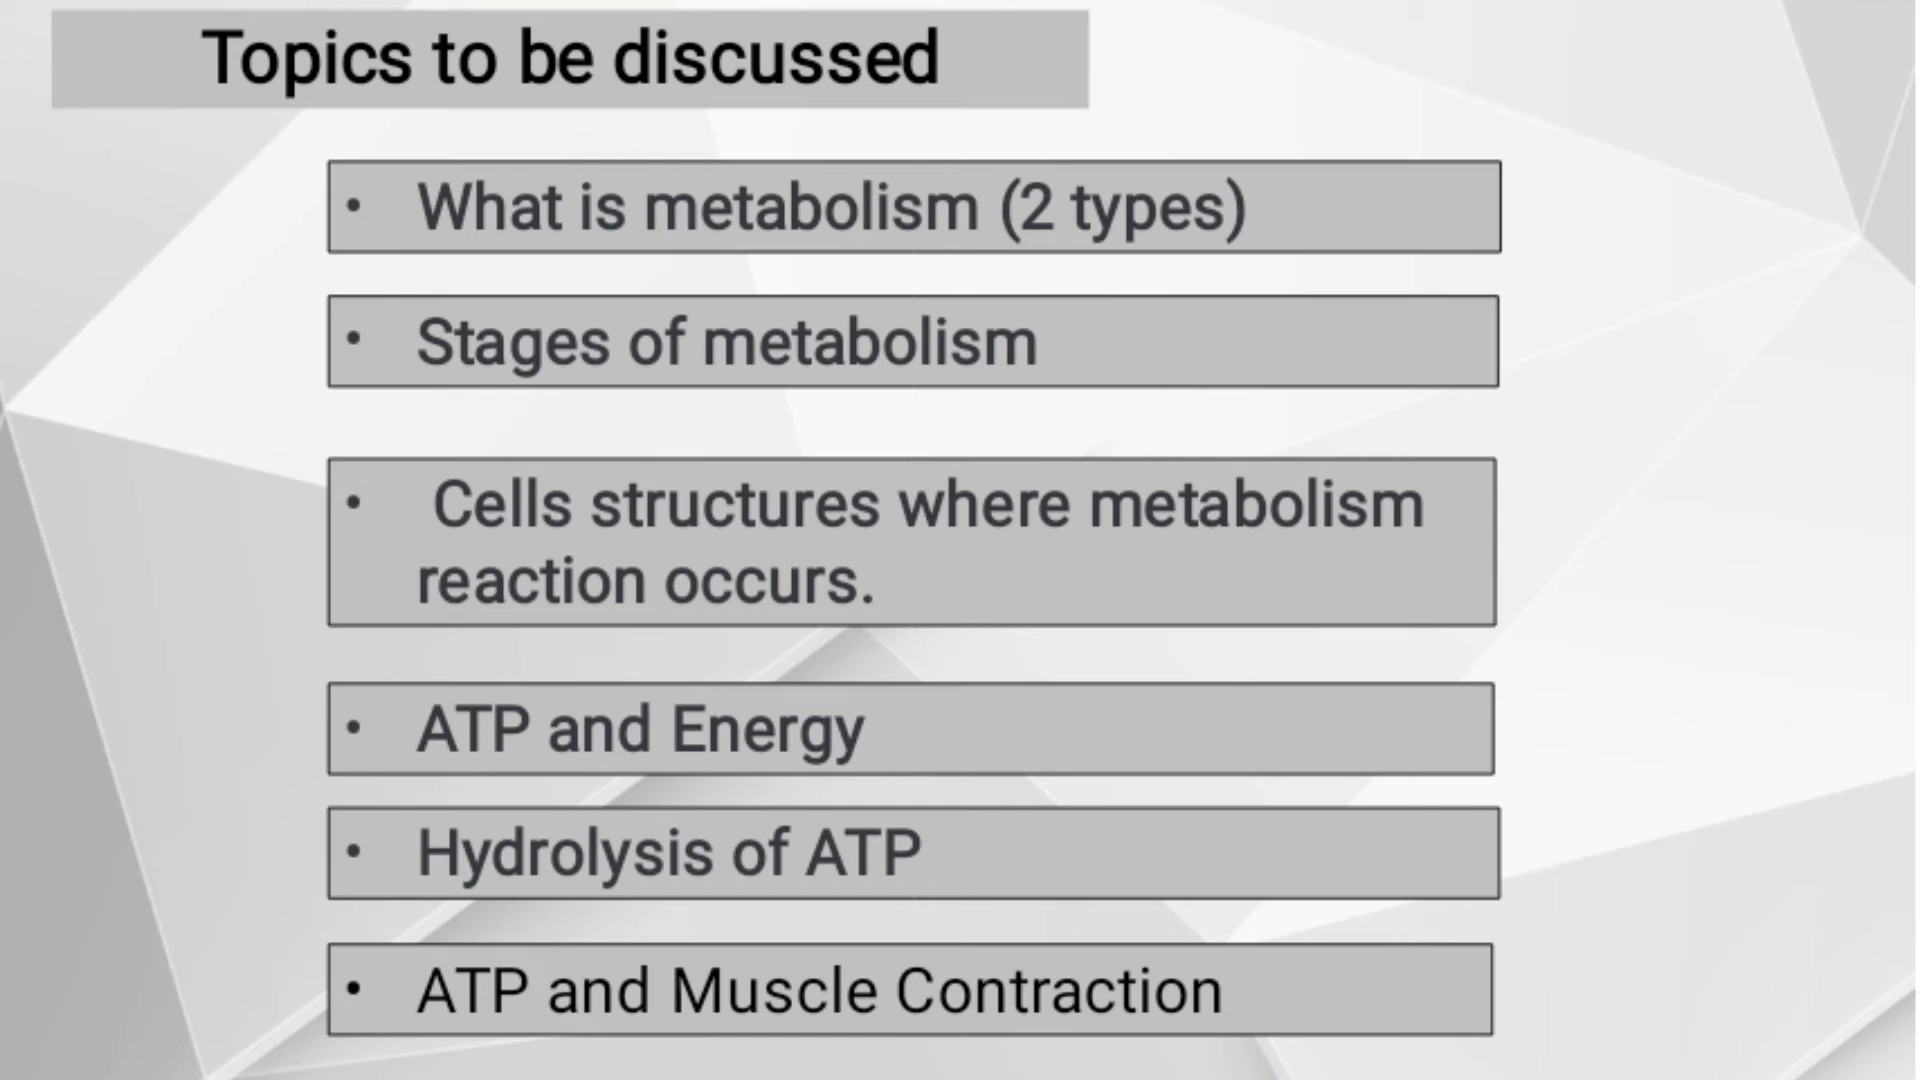 Topics to be discussed
• What is metabolism (2 types)
• Stages of metabolism
• Cells structures where metabolism
reaction occurs.
• ATP and Energy
• Hydrolysis of ATP
• ATP and Muscle Contraction